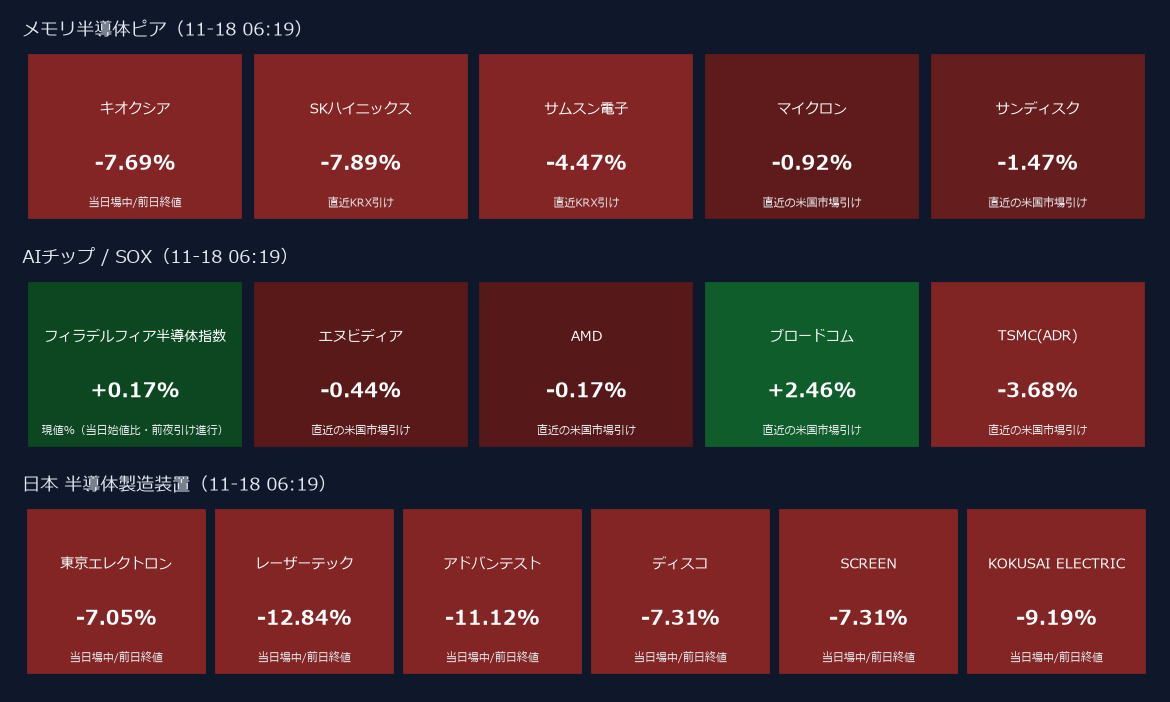 メモリ半導体ピア（11-18 06:19）
キオクシア
-7.69%
当日場中/前日終値
SKハイニックス
-7.89%
直近KRX引け
サムスン電子
-4.47%
直近KRX引け
マイクロン
-0.92%
直近の米国市場引け
サンディスク
-1.47%
直近の米国市場引け
AIチップ / SOX（11-18 06:19）
フィラデルフィア半導体指数
+0.17%
現値%（当日始値比・前夜引け進行）
エヌビディア
-0.44%
直近の米国市場引け
AMD
-0.17%
直近の米国市場引け
ブロードコム
+2.46%
直近の米国市場引け
TSMC(ADR)
-3.68%
直近の米国市場引け
日本 半導体製造装置（11-18 06:19）
東京エレクトロン
-7.05%
当日場中/前日終値
レーザーテック
-12.84%
当日場中/前日終値
アドバンテスト
-11.12%
当日場中/前日終値
ディスコ
-7.31%
当日場中/前日終値
SCREEN
-7.31%
当日場中/前日終値
KOKUSAI ELECTRIC
-9.19%
当日場中/前日終値